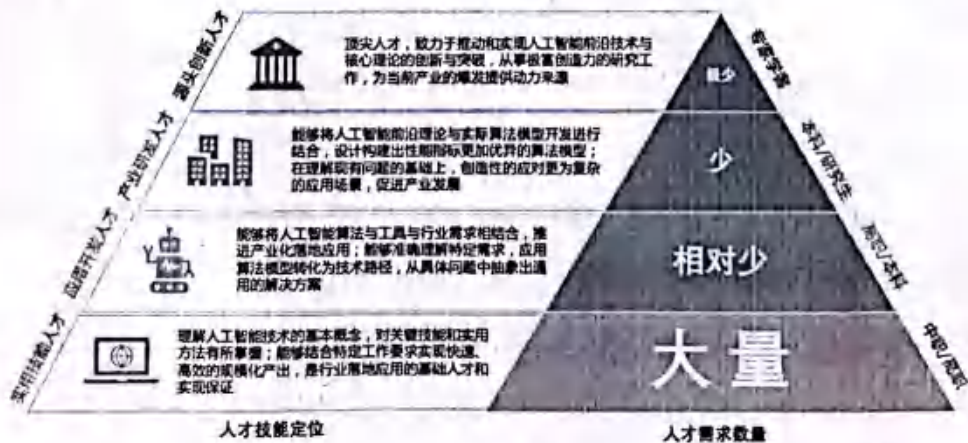 源头创新人才
顶尖人才，致力于推动和实现人工智能前沿技术与
核心理论的创新与突破，从事极富创造力的研究工
作，为当前产业的爆发提供动力来源
极少
专家学者
产业研发人才
能够将人工智能前沿理论与实际算法模型开发进行
结合，设计构建出性能指标更加优异的算法模型；
在理解现有问题的基础上，创造性的应对更为复杂
的应用场景，促进产业发展
少
本科/研究生
应用开发人才
能够将人工智能算法与工具与行业需求相结合，推
进产业化落地应用；能够准确理解特定需求，应用
算法模型转化为技术路径，从具体问题中抽象出通
用的解决方案
相对少
高职/本科
实用技能人才
理解人工智能技术的基本概念，对关键技能和实用
方法有所掌握；能够结合特定工作要求实现快速、
高效的规模化产出，是行业落地应用的基础人才和
实现保证
大量
中职/高职
人才技能定位
人才需求数量